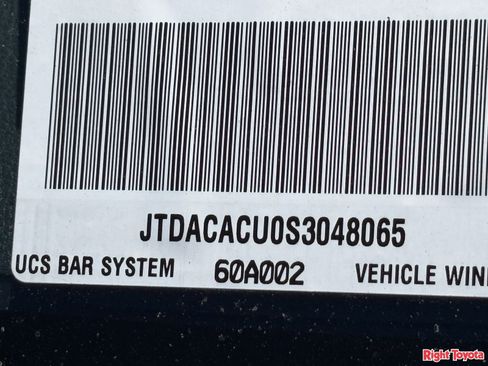 JTDACACU0S3048065
UCS BAR SYSTEM 60A002 VEHICLE WIN
Right Toyota